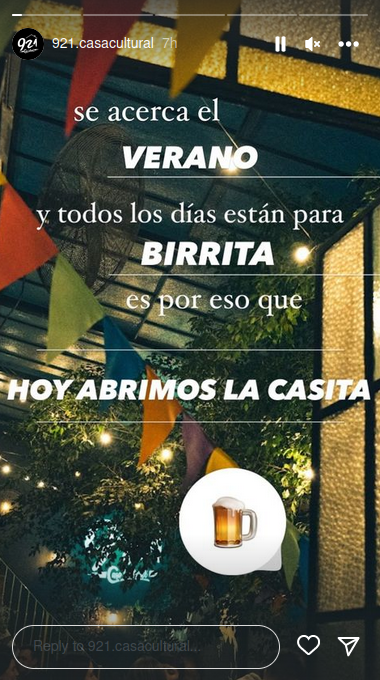 921
921.casacultural 7h
se acerca el
VERANO
y todos los días están para
BIRRITA
es por eso que
HOY ABRIMOS LA CASITA
Reply to 921.casacultural...